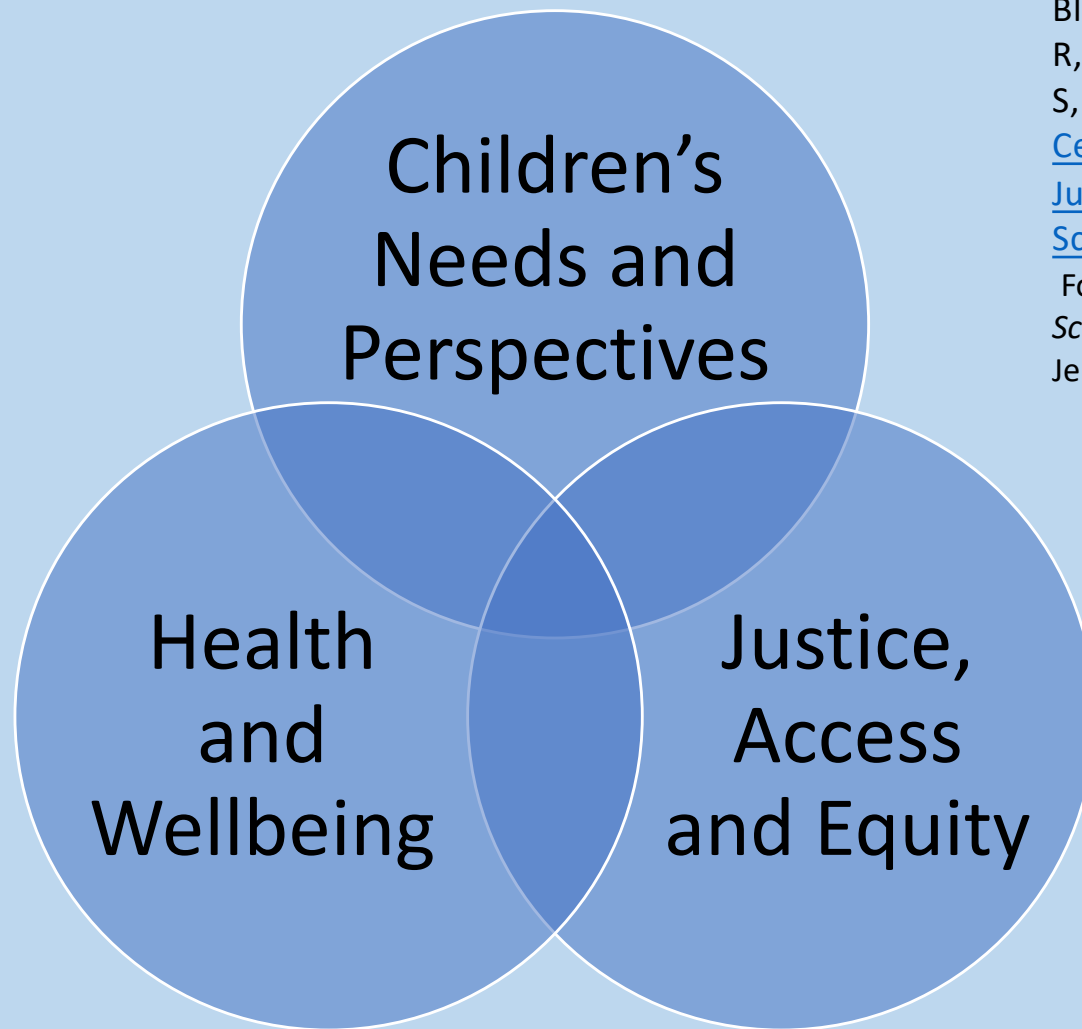 Children’s
Needs and
Perspectives
Health
and
Wellbeing
Justice,
Access
and Equity
R,
S,